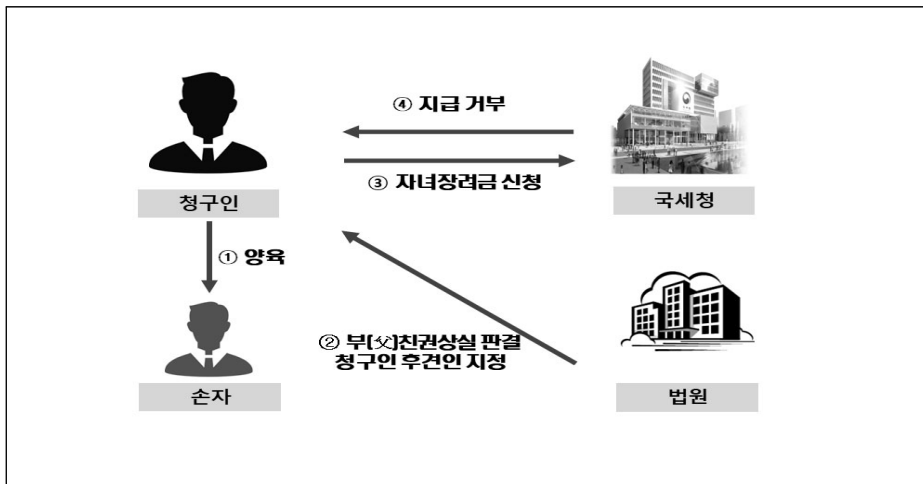 ④ 지급 거부
③ 자녀장려금 신청
청구인
국세청
① 양육
② 부(父)친권상실 판결
청구인 후견인 지정
손자
법원